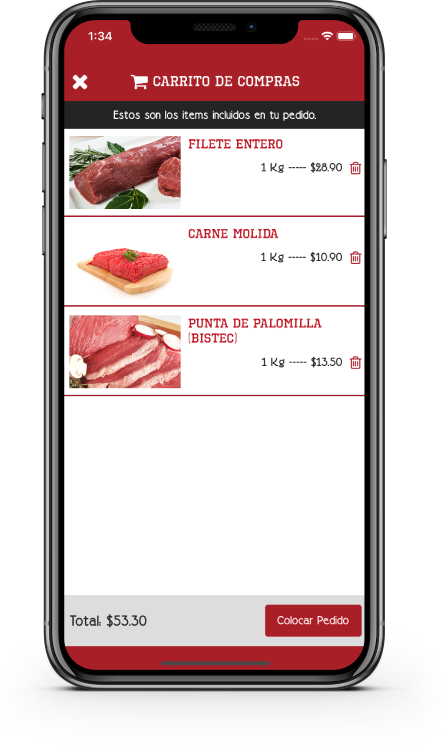 1:34
CARRITO DE COMPRAS
Estos son los items incluidos en tu pedido.
FILETE ENTERO
1 Kg ----- $28.90
CARNE MOLIDA
1 Kg ----- $10.90
PUNTA DE PALOMILLA
(BISTEC)
1 Kg ----- $13.50
Total: $53.30
Colocar Pedido